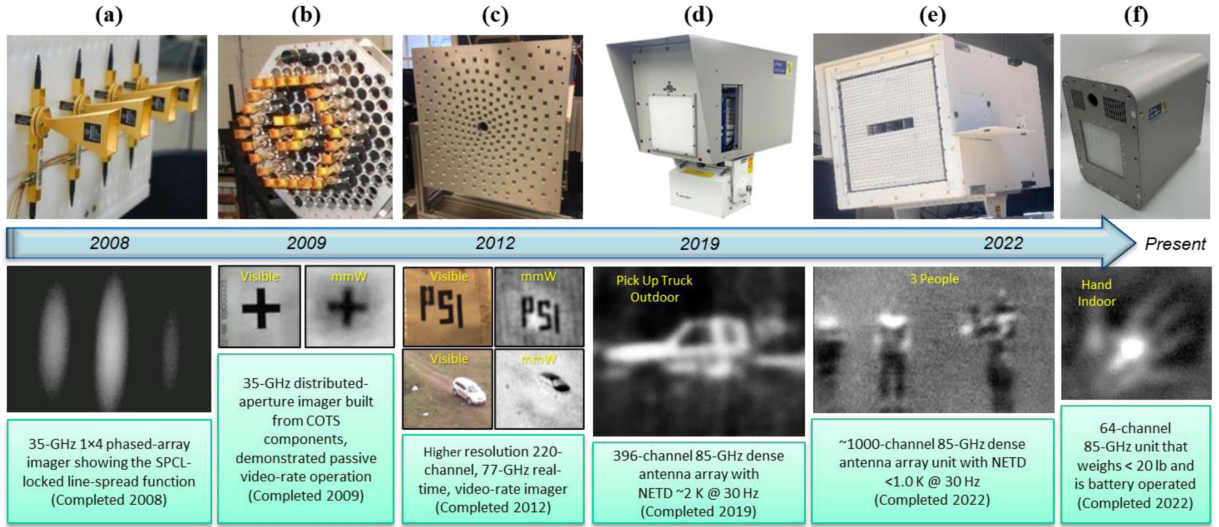 (a)
(b)
(c)
(d)
(e)
(f)
2008
2009
2012
2019
2022
Present
Visible
mmW
Visible
mmW
PSI
PSI
Visible
mmW
Pick Up Truck
Outdoor
3 People
Hand
Indoor
35-GHz 1×4 phased-array
imager showing the SPCL-
locked line-spread function
(Completed 2008)
35-GHz distributed-
aperture imager built
from COTS
components,
demonstrated passive
video-rate operation
(Completed 2009)
Higher resolution 220-
channel, 77-GHz real-
time, video-rate imager
(Completed 2012)
396-channel 85-GHz dense
antenna array with
NETD ~2 K @ 30 Hz
(Completed 2019)
~1000-channel 85-GHz dense
antenna array unit with NETD
<1.0 K @ 30 Hz
(Completed 2022)
64-channel
85-GHz unit that
weighs < 20 lb and
is battery operated
(Completed 2022)